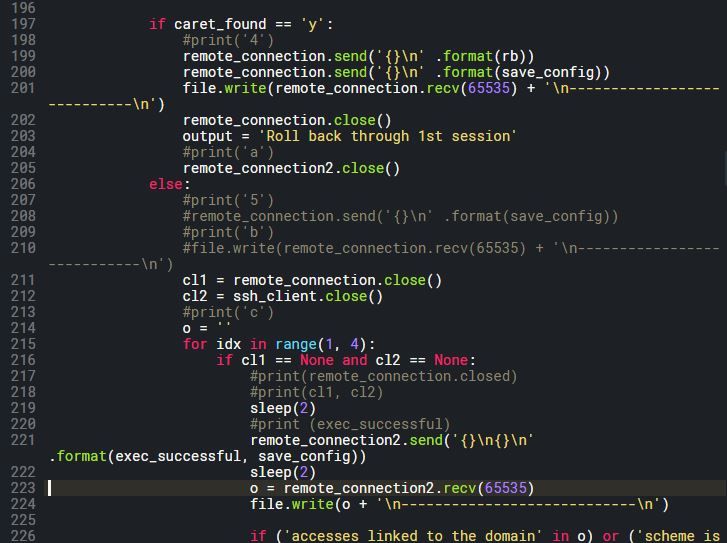 196
197             if caret_found == 'y':
198                 #print('4')
199                 remote_connection.send('{}\n' .format(rb))
200                 remote_connection.send('{}\n' .format(save_config))
201                 file.write(remote_connection.recv(65535) + '\n-----------------
----------\n')
202                 remote_connection.close()
203                 output = 'Roll back through 1st session'
204                 #print('a')
205                 remote_connection2.close()
206             else:
207                 #print('5')
208                 #remote_connection.send('{}\n' .format(save_config))
209                 #print('b')
210                 #file.write(remote_connection.recv(65535) + '\n-----------------
-----------\n')
211                 cl1 = remote_connection.close()
212                 cl2 = ssh_client.close()
213                 #print('c')
214                 o = ''
215                 for idx in range(1, 4):
216                     if cl1 == None and cl2 == None:
217                         #print(remote_connection.closed)
218                         #print(cl1, cl2)
219                         sleep(2)
220                         #print (exec_successful)
221                         remote_connection2.send('{}\n{}\n'
.format(exec_successful, save_config))
222                         sleep(2)
223                         o = remote_connection2.recv(65535)
224                         file.write(o + '\n----------------------------\n')
225
226                         if ('accesses linked to the domain' in o) or ('scheme is